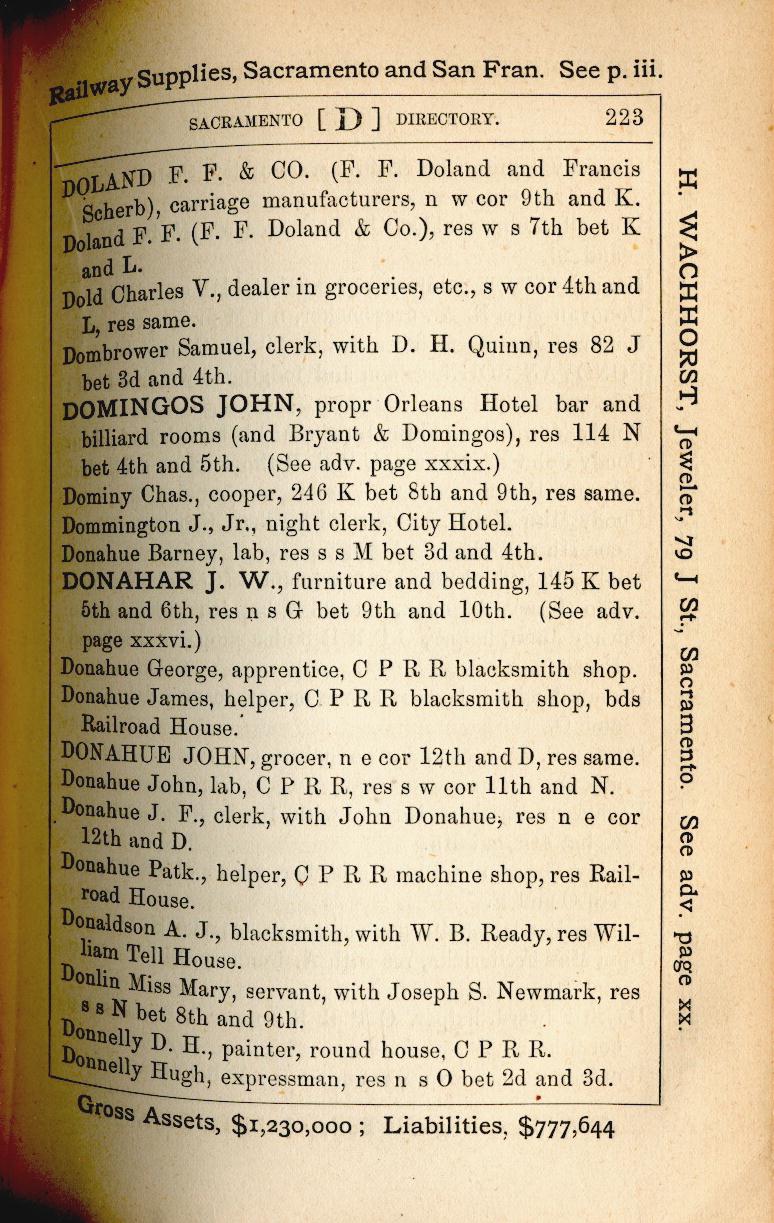 Railway Supplies, Sacramento and San Fran. See p. iii.
SACRAMENTO [ D ] DIRECTORY. 223
DOLAND F. F. & CO. (F. F. Doland and Francis
Scherb), carriage manufacturers, n w cor 9th and K.
Doland F. F. (F. F. Doland & Co.), res w s 7th bet K
and L.
Dold Charles V., dealer in groceries, etc., s w cor 4th and
L, res same.
Dombrower Samuel, clerk, with D. H. Quinn, res 82 J
bet 3d and 4th.
DOMINGOS JOHN, propr Orleans Hotel bar and
billiard rooms (and Bryant & Domingos), res 114 N
bet 4th and 5th. (See adv. page xxxix.)
Dominy Chas., cooper, 246 K bet 8th and 9th, res same.
Dommington J., Jr., night clerk, City Hotel.
Donahue Barney, lab, res s s M bet 3d and 4th.
DONAHAR J. W., furniture and bedding, 145 K bet
5th and 6th, res n s G bet 9th and 10th. (See adv.
page xxxvi.)
Donahue George, apprentice, C P R R blacksmith shop.
Donahue James, helper, C P R R blacksmith shop, bds
Railroad House.
DONAHUE JOHN, grocer, n e cor 12th and D, res same.
Donahue John, lab, C P R R, res s w cor 11th and N.
Donahue J. F., clerk, with John Donahue, res n e cor
12th and D.
Donahue Patk., helper, C P R R machine shop, res Rail-
road House.
Donaldson A. J., blacksmith, with W. B. Ready, res Wil-
liam Tell House.
Donlin Miss Mary, servant, with Joseph S. Newmark, res
s s N bet 8th and 9th.
Donnelly D. H., painter, round house, C P R R.
Donnelly Hugh, expressman, res n s O bet 2d and 3d.
Gross Assets, $1,230,000 ; Liabilities, $777,644
H. WACHHORST, Jeweler, 79 J St., Sacramento. See adv. page xx.